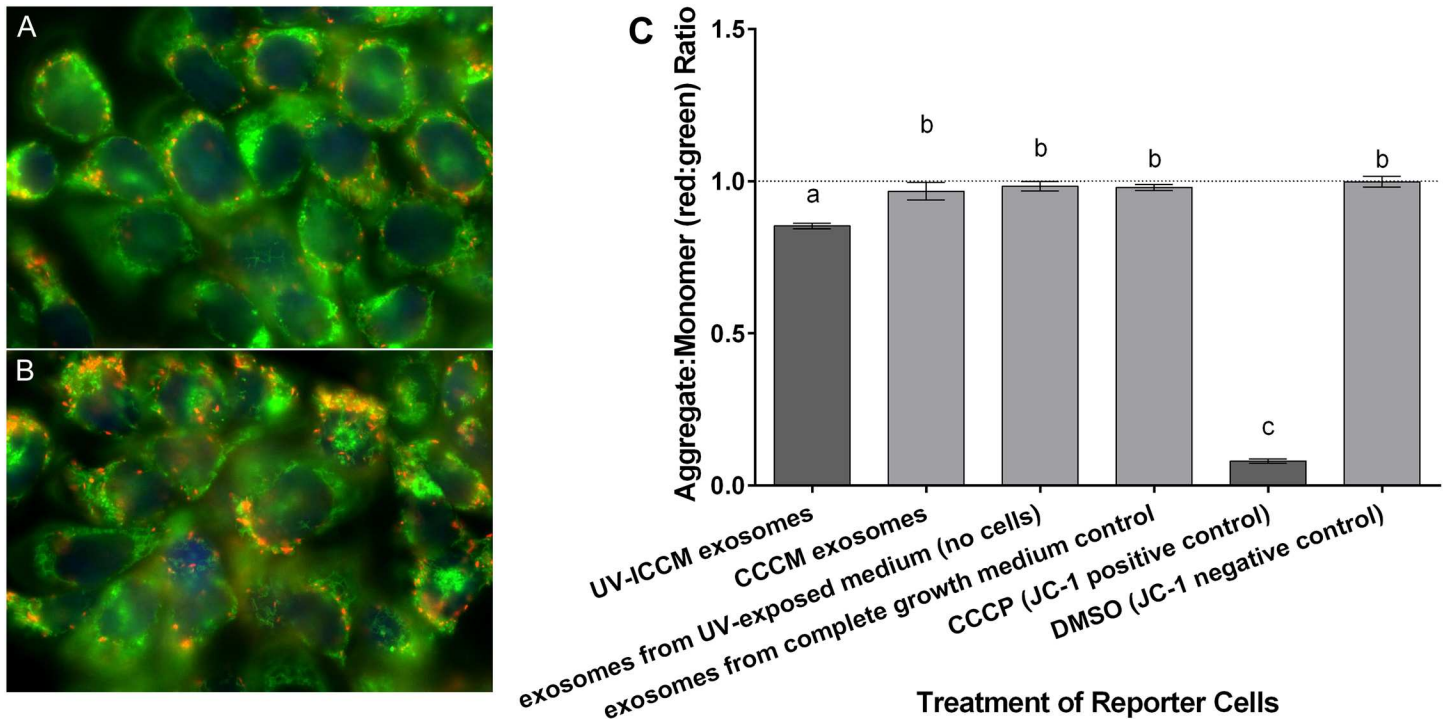 A
B
C
Aggregate:Monomer (red:green) Ratio
1.5
1.0
0.5
0.0
a
b
b
b
c
b
UV-ICCM exosomes
CCCM exosomes
exosomes from UV-exposed medium (no cells)
exosomes from complete growth medium control
CCCP (JC-1 positive control)
DMSO (JC-1 negative control)
Treatment of Reporter Cells